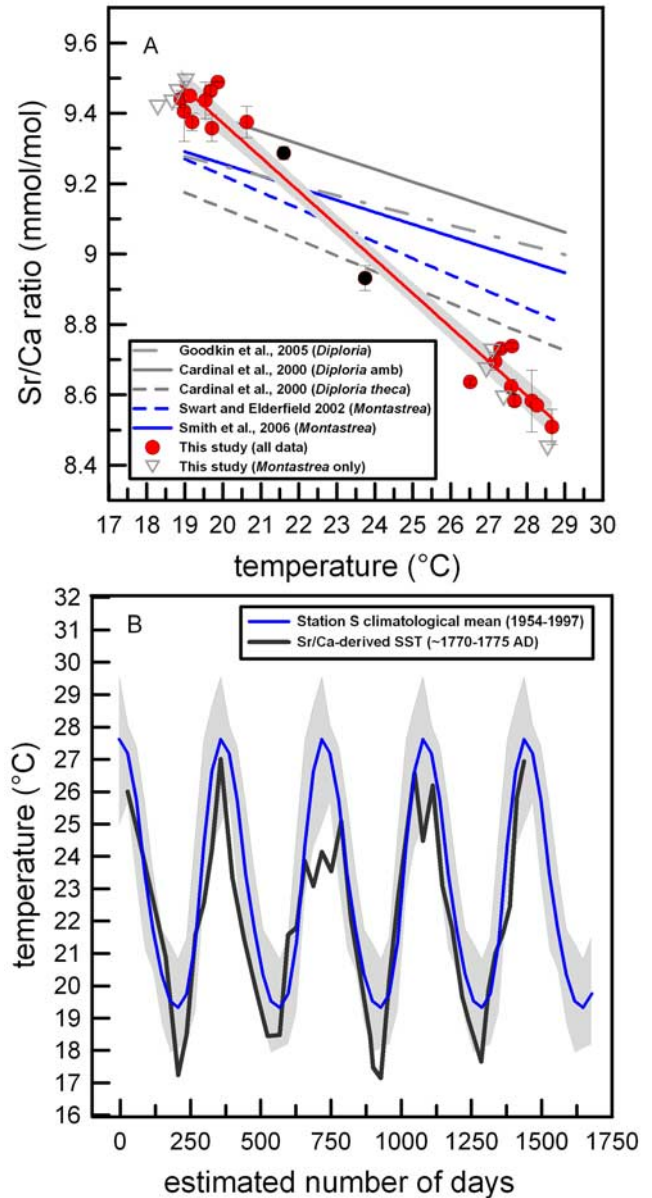 A
9.6
9.4
9.2
9
8.8
8.6
8.4
Sr/Ca ratio (mmol/mol)
Goodkin et al., 2005 (Diploria)
Cardinal et al., 2000 (Diploria amb)
Cardinal et al., 2000 (Diploria theca)
Swart and Elderfield 2002 (Montastrea)
Smith et al., 2006 (Montastrea)
This study (all data)
This study (Montastrea only)
17 18 19 20 21 22 23 24 25 26 27 28 29 30
temperature (°C)
B
32
31
30
29
28
27
26
25
24
23
22
21
20
19
18
17
16
temperature (°C)
Station S climatological mean (1954-1997)
Sr/Ca-derived SST (~1770-1775 AD)
0 250 500 750 1000 1250 1500 1750
estimated number of days